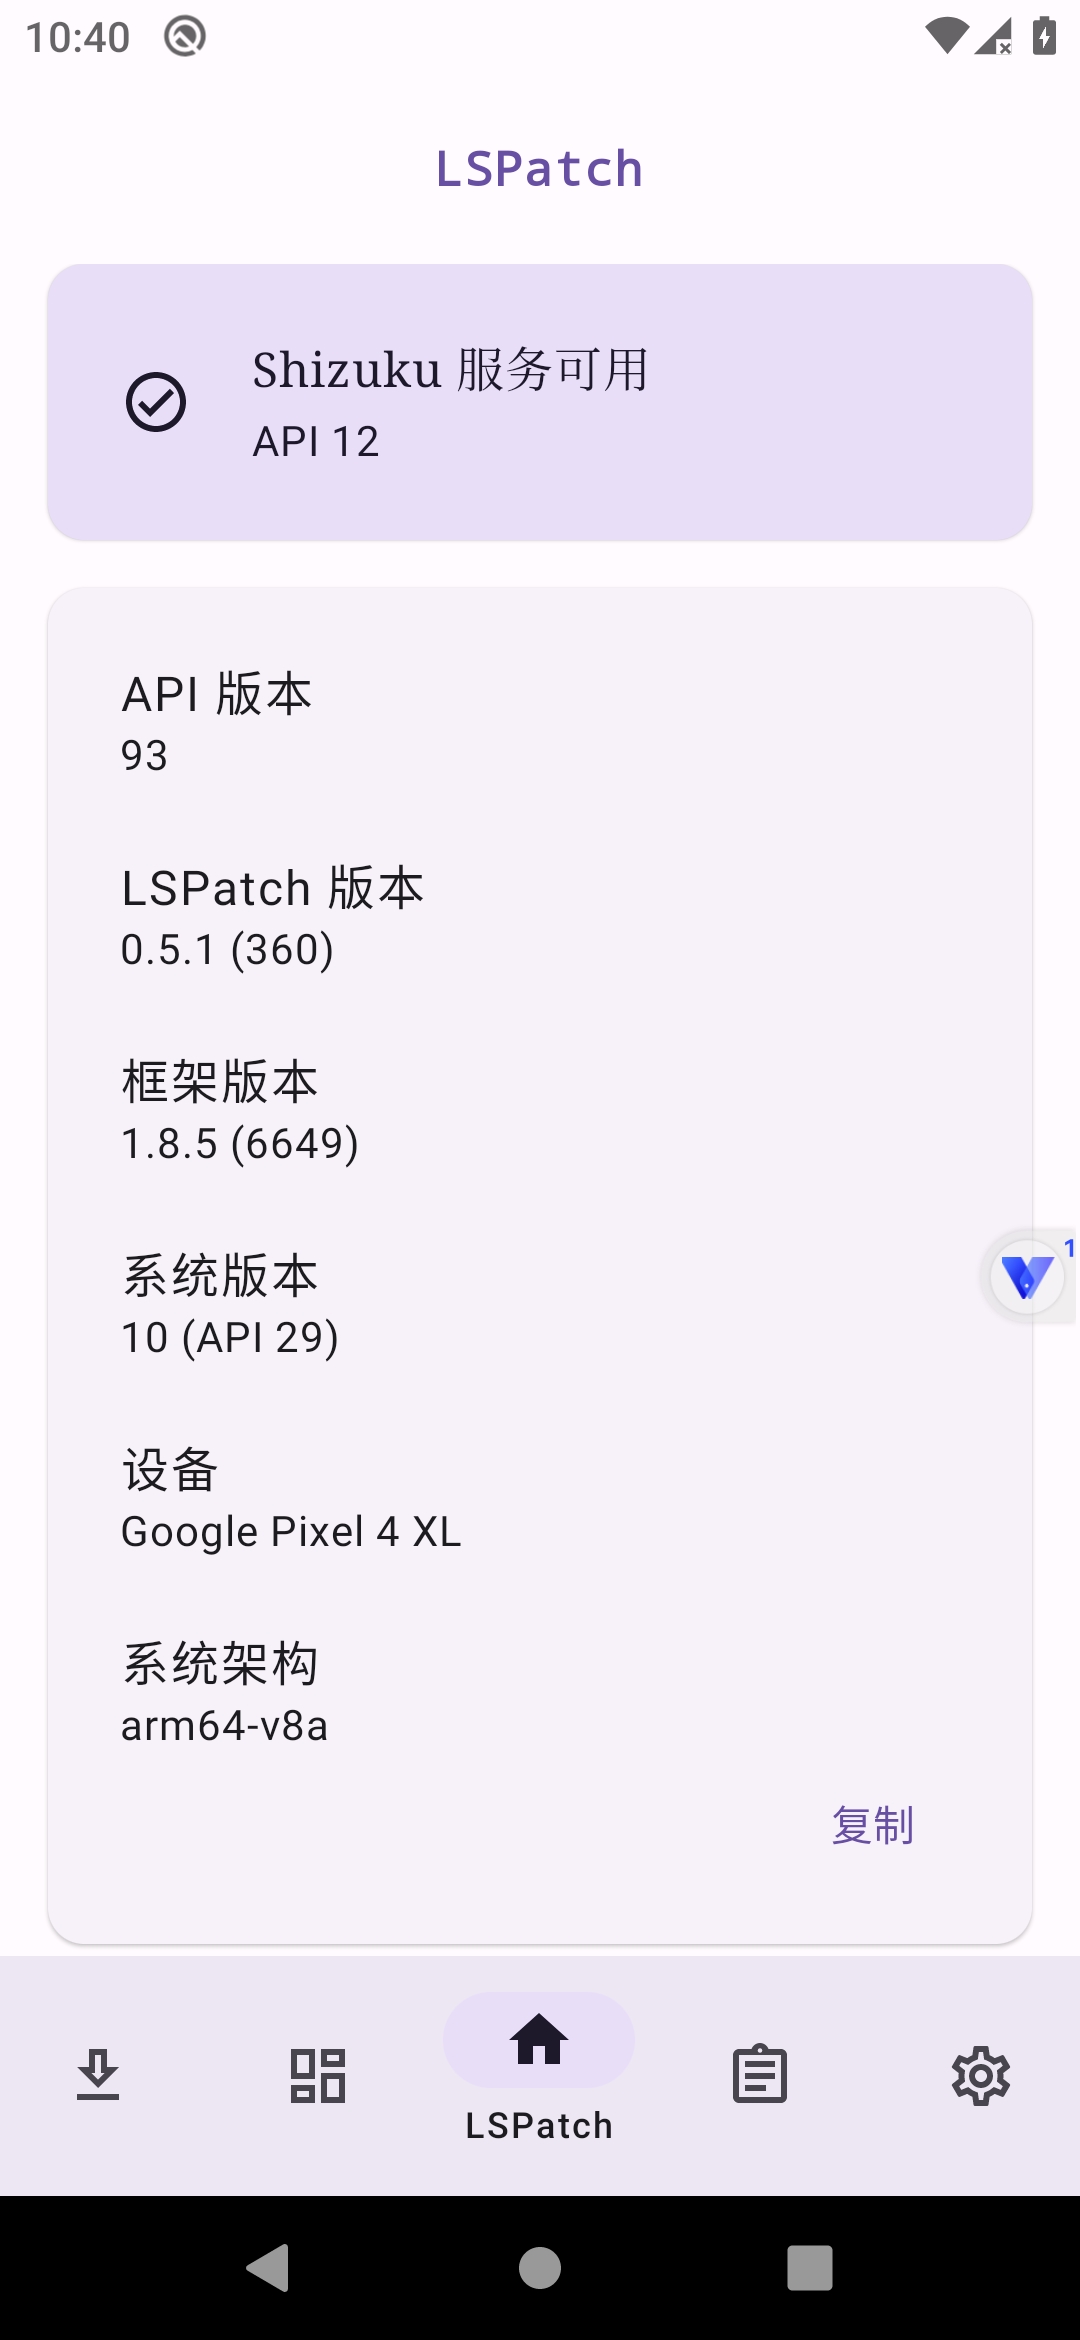 10:40
LSPatch
Shizuku 服务可用
API 12
API 版本
93
LSPatch 版本
0.5.1 (360)
框架版本
1.8.5 (6649)
1
系统版本
10 (API 29)
设备
Google Pixel 4 XL
系统架构
arm64-v8a
复制
LSPatch